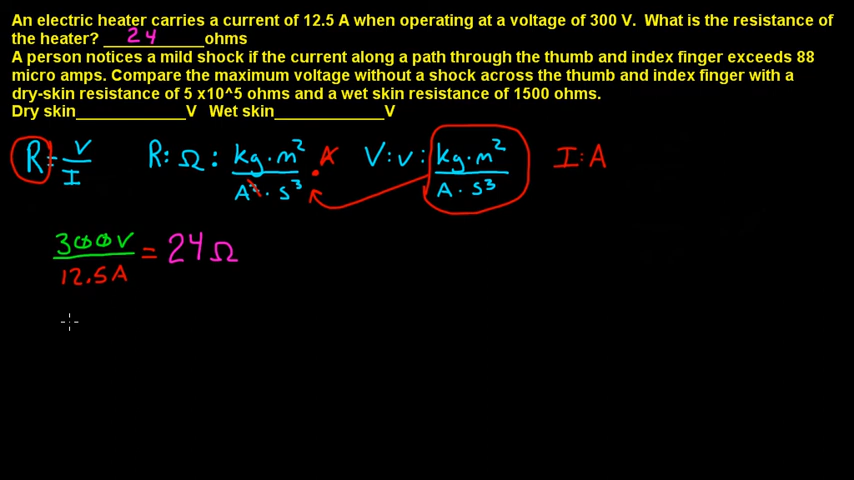 An electric heater carries a current of 12.5 A when operating at a voltage of 300 V.  What is the resistance of
the heater? ___24___ohms
A person notices a mild shock if the current along a path through the thumb and index finger exceeds 88
micro amps. Compare the maximum voltage without a shock across the thumb and index finger with a
dry-skin resistance of 5 x10^5 ohms and a wet skin resistance of 1500 ohms.
Dry skin____________V   Wet skin____________V
R = V/I   R: Ω : kg·m²/A²·s³ · A   V: v : kg·m²/A·s³   I: A
300V/12.5A = 24 Ω